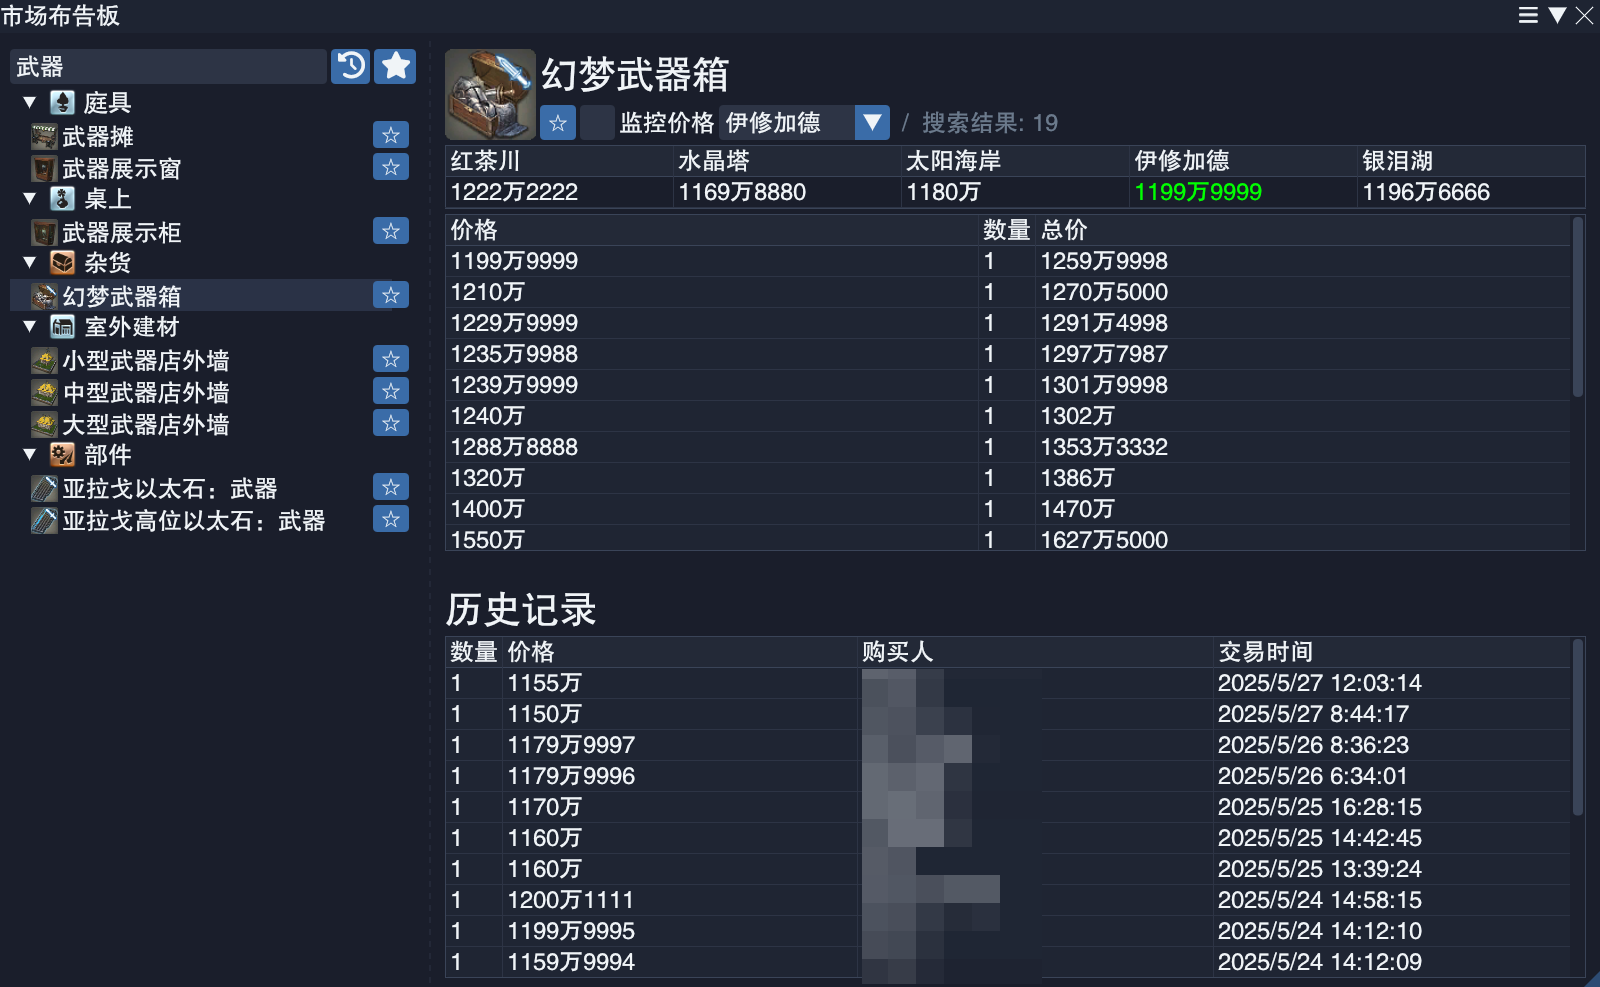 市场布告板
武器
庭具
武器摊
武器展示窗
桌上
武器展示柜
杂货
幻梦武器箱
室外建材
小型武器店外墙
中型武器店外墙
大型武器店外墙
部件
亚拉戈以太石：武器
亚拉戈高位以太石：武器
幻梦武器箱
监控价格 伊修加德 / 搜索结果: 19
红茶川 水晶塔 太阳海岸 伊修加德 银泪湖
1222万2222 1169万8880 1180万 1199万9999 1196万6666
价格 数量 总价
1199万9999 1 1259万9998
1210万 1 1270万5000
1229万9999 1 1291万4998
1235万9988 1 1297万7987
1239万9999 1 1301万9998
1240万 1 1302万
1288万8888 1 1353万3332
1320万 1 1386万
1400万 1 1470万
1550万 1 1627万5000
历史记录
数量 价格 购买人 交易时间
1 1155万 2025/5/27 12:03:14
1 1150万 2025/5/27 8:44:17
1 1179万9997 2025/5/26 8:36:23
1 1179万9996 2025/5/26 6:34:01
1 1170万 2025/5/25 16:28:15
1 1160万 2025/5/25 14:42:45
1 1160万 2025/5/25 13:39:24
1 1200万1111 2025/5/24 14:58:15
1 1199万9995 2025/5/24 14:12:10
1 1159万9994 2025/5/24 14:12:09